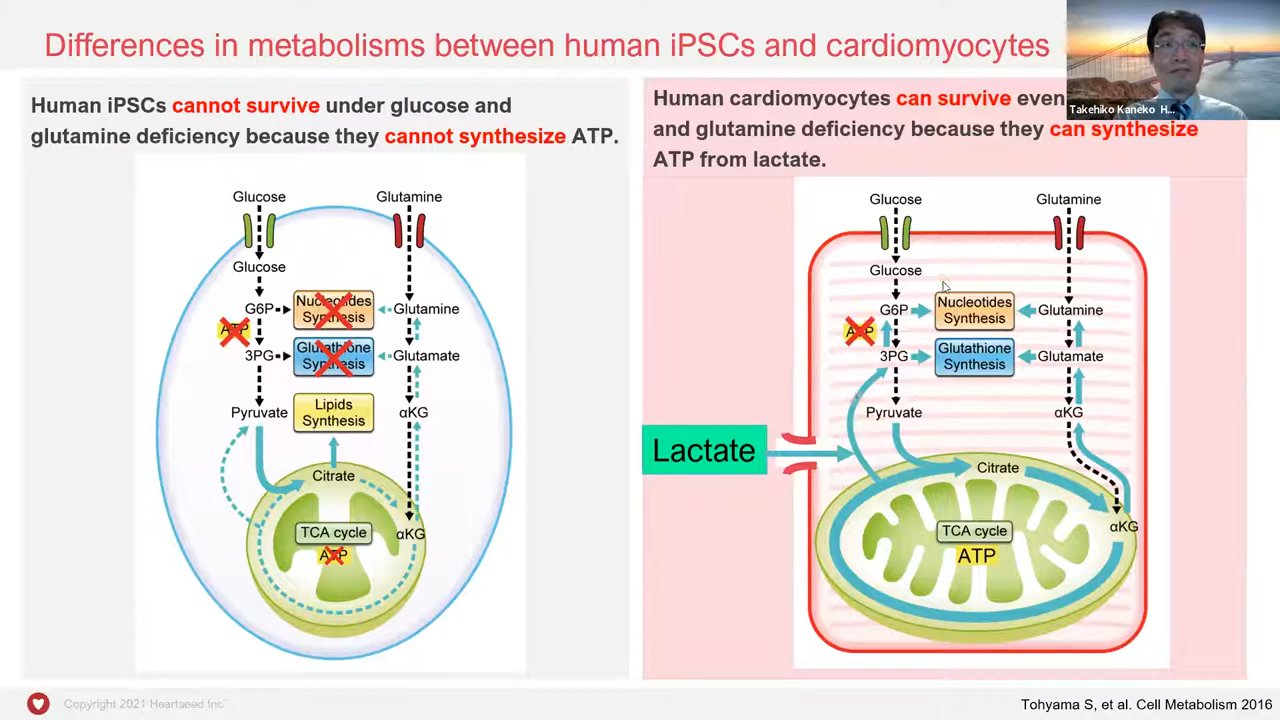 Differences in metabolisms between human iPSCs and cardiomyocytes
Takehiko Kaneko H...
Human iPSCs cannot survive under glucose and
glutamine deficiency because they cannot synthesize ATP.
Glucose
Glutamine
Glucose
G6P
Nucleotides
Synthesis
Glutamine
ATP
3PG
Glutathione
Synthesis
Glutamate
Pyruvate
Lipids
Synthesis
αKG
Citrate
TCA cycle
ATP
αKG
Human cardiomyocytes can survive even
and glutamine deficiency because they can synthesize
ATP from lactate.
Glucose
Glutamine
Glucose
G6P
Nucleotides
Synthesis
Glutamine
ATP
3PG
Glutathione
Synthesis
Glutamate
Pyruvate
αKG
Lactate
Citrate
TCA cycle
ATP
αKG
Copyright 2021 Heartseed Inc
Tohyama S, et al. Cell Metabolism 2016